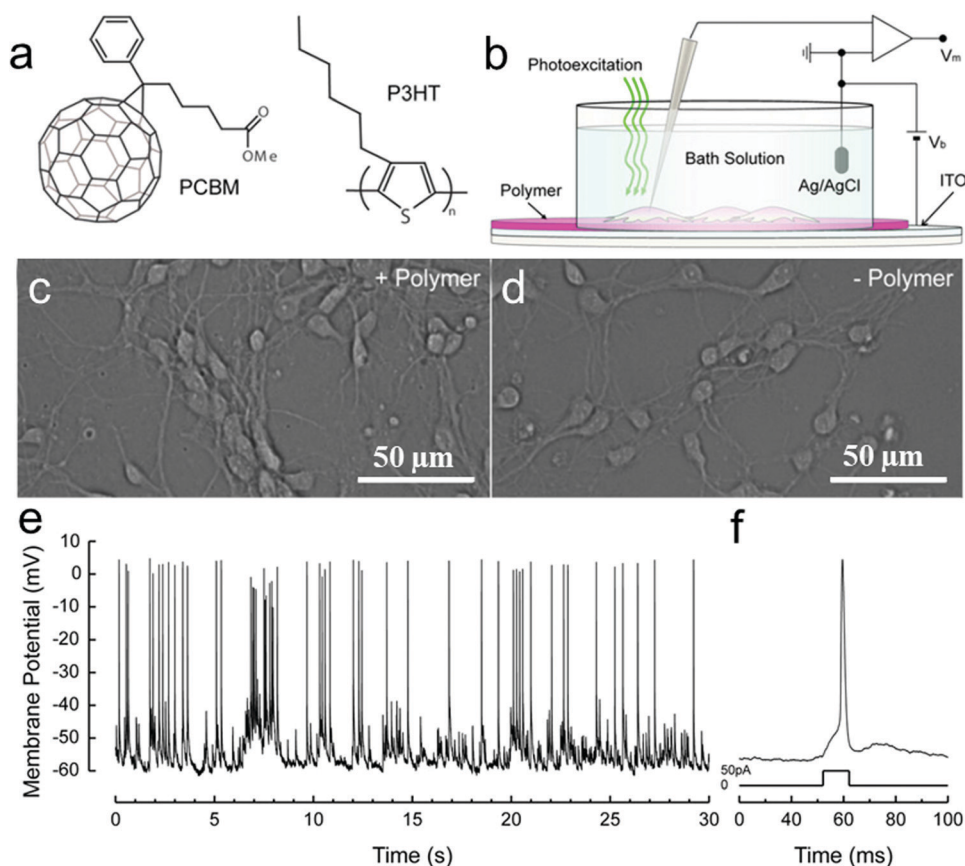 a
PCBM
OMe
O
P3HT
S
n
b
Photoexcitation
Vm
Vb
Bath Solution
Ag/AgCl
ITO
Polymer
c
+ Polymer
50 µm
d
- Polymer
50 µm
e
Membrane Potential (mV)
10
0
-10
-20
-30
-40
-50
-60
0
5
10
15
20
25
30
Time (s)
f
50pA
0
0
20
40
60
80
100
Time (ms)